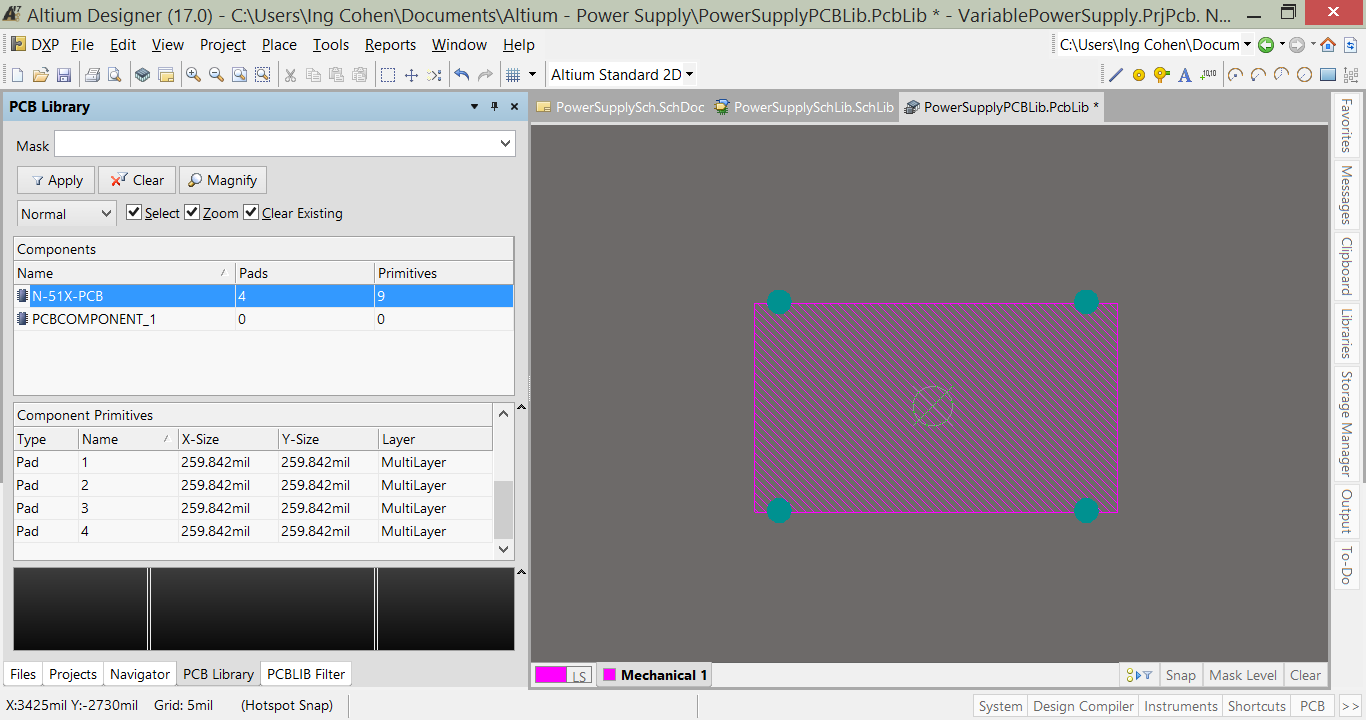 Altium Designer (17.0) - C:\Users\Ing Cohen\Documents\Altium - Power Supply\PowerSupplyPCBLib.PcbLib * - VariablePowerSupply.PrjPcb. N...
DXP File Edit View Project Place Tools Reports Window Help
C:\Users\Ing Cohen\Docum
Altium Standard 2D
A +10,10
PCB Library
PowerSupplySch.SchDoc PowerSupplySchLib.SchLib PowerSupplyPCBLib.PcbLib *
Mask
Apply Clear Magnify
Normal Select Zoom Clear Existing
Components
Name Pads Primitives
N-51X-PCB 4 9
PCBCOMPONENT_1 0 0
Component Primitives
Type Name X-Size Y-Size Layer
Pad 1 259.842mil 259.842mil MultiLayer
Pad 2 259.842mil 259.842mil MultiLayer
Pad 3 259.842mil 259.842mil MultiLayer
Pad 4 259.842mil 259.842mil MultiLayer
Favorites
Messages
Clipboard
Libraries
Storage Manager
Output
To-Do
Files Projects Navigator PCB Library PCBLIB Filter
LS Mechanical 1 Snap Mask Level Clear
X:3425mil Y:-2730mil Grid: 5mil (Hotspot Snap)
System Design Compiler Instruments Shortcuts PCB >>